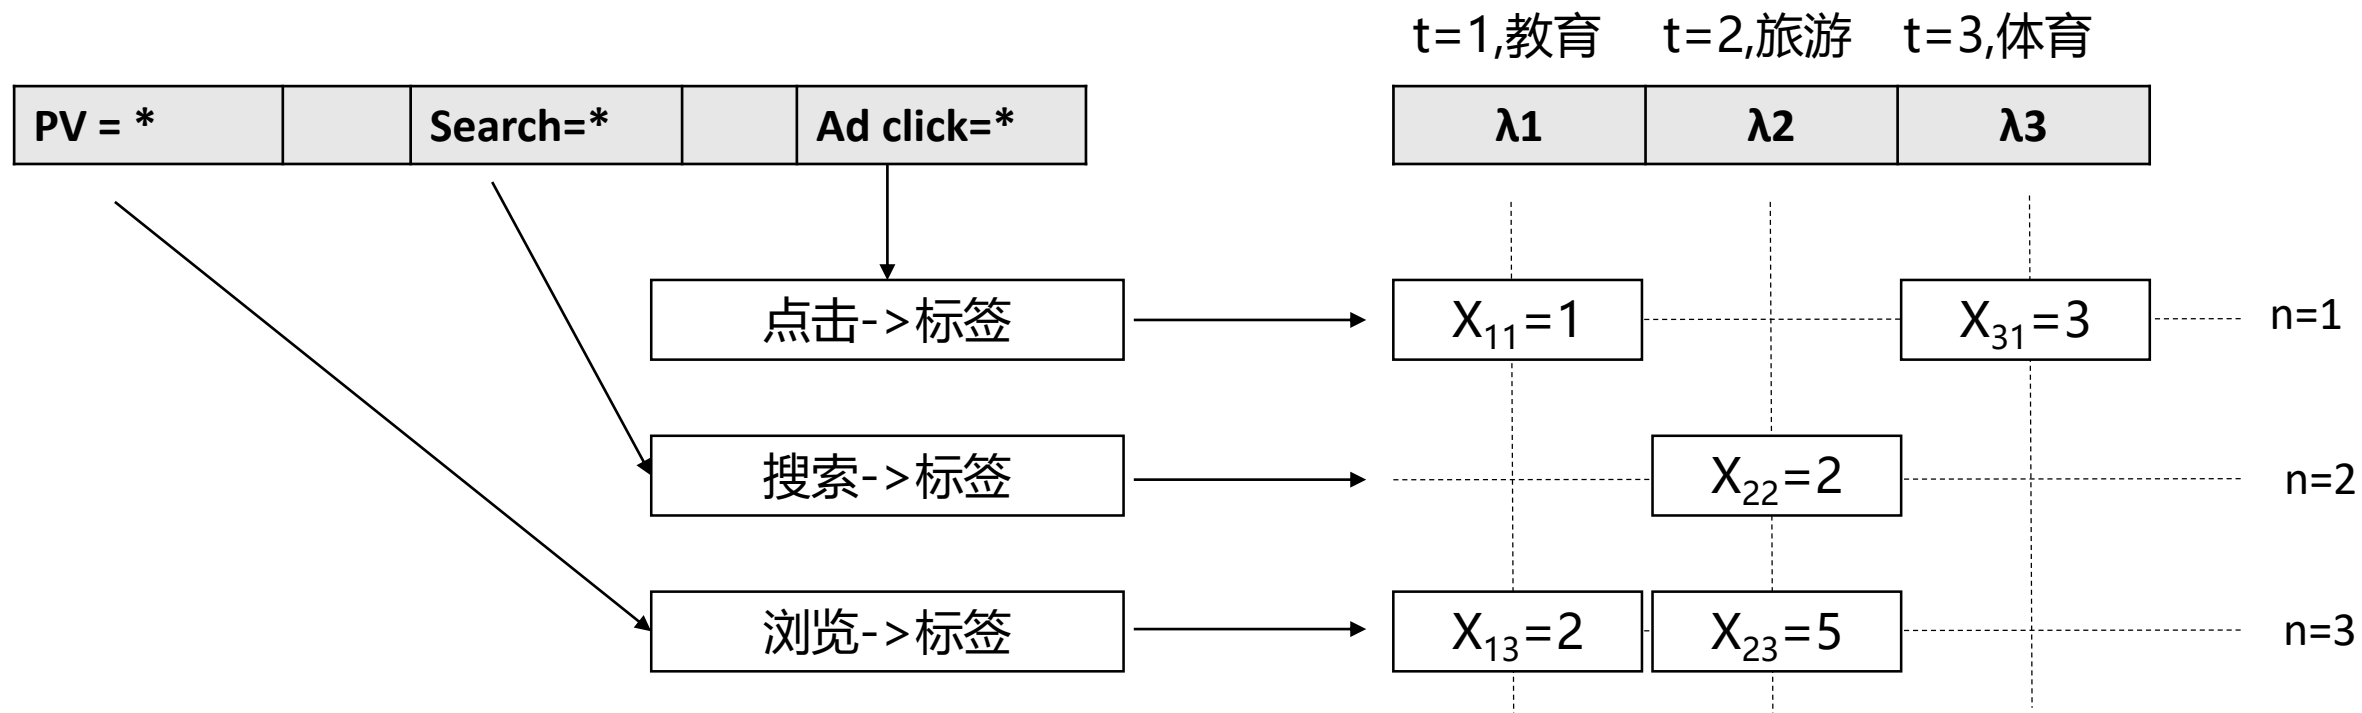 t=1,教育 t=2,旅游 t=3,体育
PV = * Search=* Ad click=* λ1 λ2 λ3
点击->标签 X₁₁=1 X₃₁=3 n=1
搜索->标签 X₂₂=2 n=2
浏览->标签 X₁₃=2 X₂₃=5 n=3